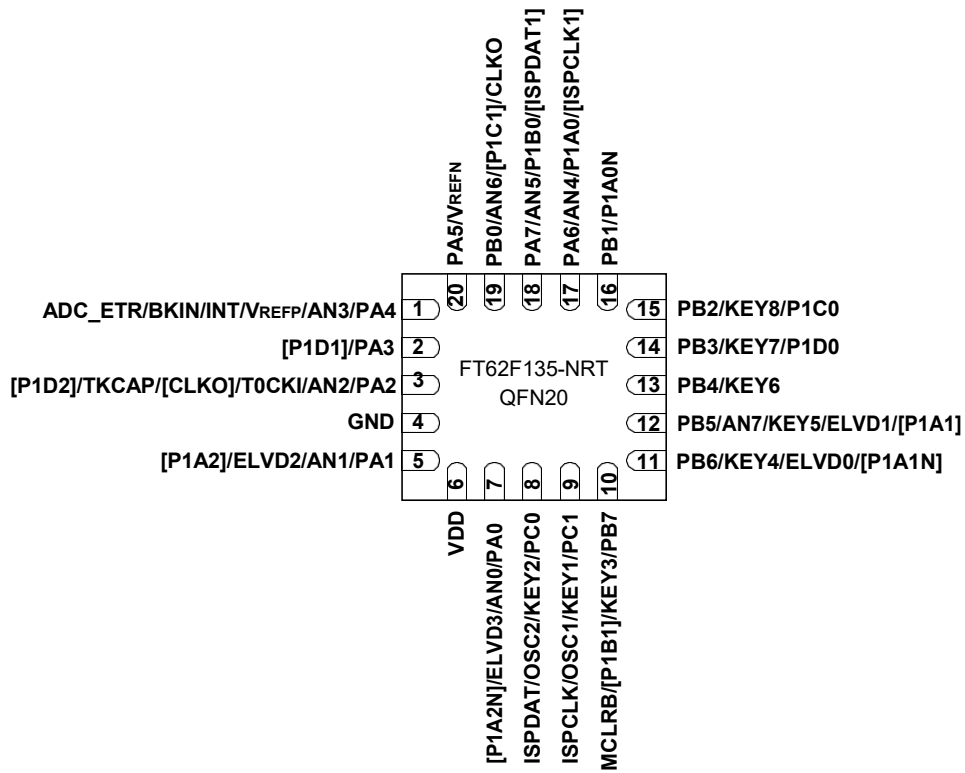 PA5/VREFN
PB0/AN6/[P1C1]/CLKO
PA7/AN5/P1B0/[ISPDAT1]
PA6/AN4/P1A0/[ISPCLK1]
PB1/P1A0N
20
19
18
17
16
ADC_ETR/BKIN/INT/VREFP/AN3/PA4
1
[P1D1]/PA3
2
[P1D2]/TKCAP/[CLKO]/T0CKI/AN2/PA2
3
GND
4
[P1A2]/ELVD2/AN1/PA1
5
FT62F135-NRT
QFN20
15
PB2/KEY8/P1C0
14
PB3/KEY7/P1D0
13
PB4/KEY6
12
PB5/AN7/KEY5/ELVD1/[P1A1]
11
PB6/KEY4/ELVD0/[P1A1N]
6
7
8
9
10
VDD
[P1A2N]/ELVD3/AN0/PA0
ISPDAT/OSC2/KEY2/PC0
ISPCLK/OSC1/KEY1/PC1
MCLRB/[P1B1]/KEY3/PB7